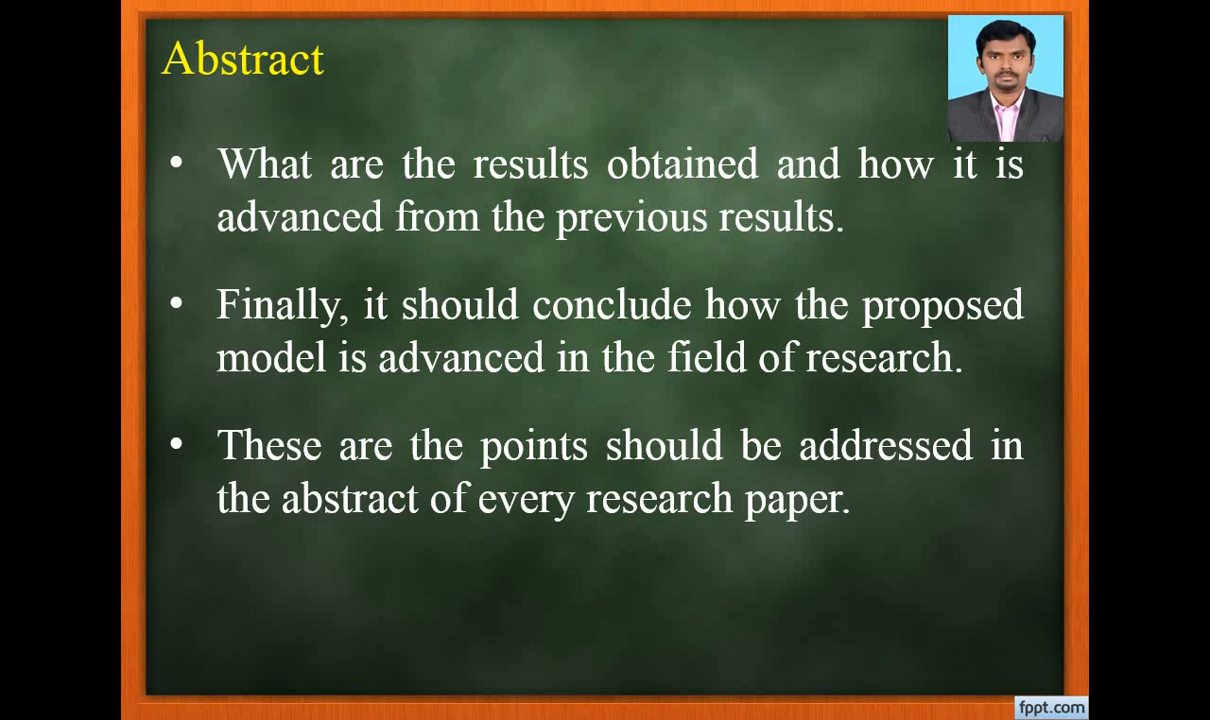 Abstract
• What are the results obtained and how it is
advanced from the previous results.
• Finally, it should conclude how the proposed
model is advanced in the field of research.
• These are the points should be addressed in
the abstract of every research paper.
fppt.com